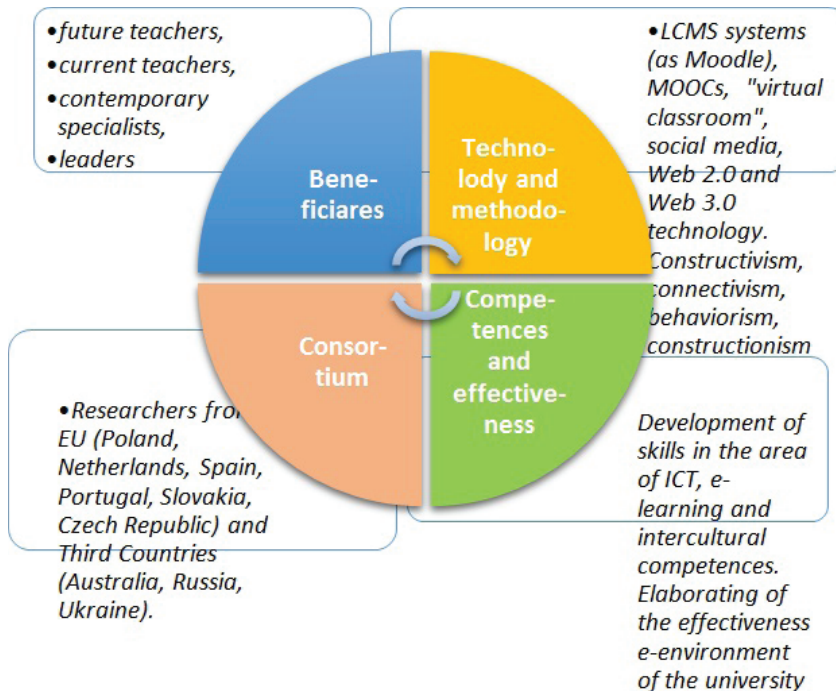 •future teachers,
•current teachers,
•contemporary
specialists,
•leaders
Bene-
ficiares
•LCMS systems
(as Moodle),
MOOCs, "virtual
classroom",
social media,
Web 2.0 and
Web 3.0
technology.
Constructivism,
connectivism,
behaviorism,
constructionism
Techno-
lody and
methodo-
logy
Consor-
tium
•Researchers from
EU (Poland,
Netherlands, Spain,
Portugal, Slovakia,
Czech Republic) and
Third Countries
(Australia, Russia,
Ukraine).
Compe-
tences
and
effective-
ness
Development of
skills in the area
of ICT, e-
learning and
intercultural
competences.
Elaborating of
the effectiveness
e-environment
of the university